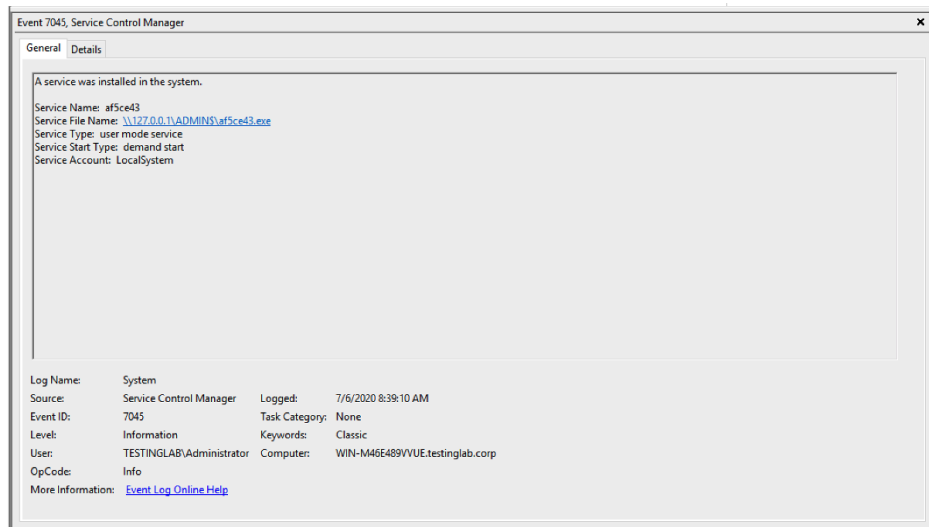 Event 7045, Service Control Manager
General Details
A service was installed in the system.
Service Name: af5ce43
Service File Name: \\127.0.0.1\ADMIN$\af5ce43.exe
Service Type: user mode service
Service Start Type: demand start
Service Account: LocalSystem
Log Name: System
Source: Service Control Manager Logged: 7/6/2020 8:39:10 AM
Event ID: 7045 Task Category: None
Level: Information Keywords: Classic
User: TESTINGLAB\Administrator Computer: WIN-M46E489VVUE.testinglab.corp
OpCode: Info
More Information: Event Log Online Help